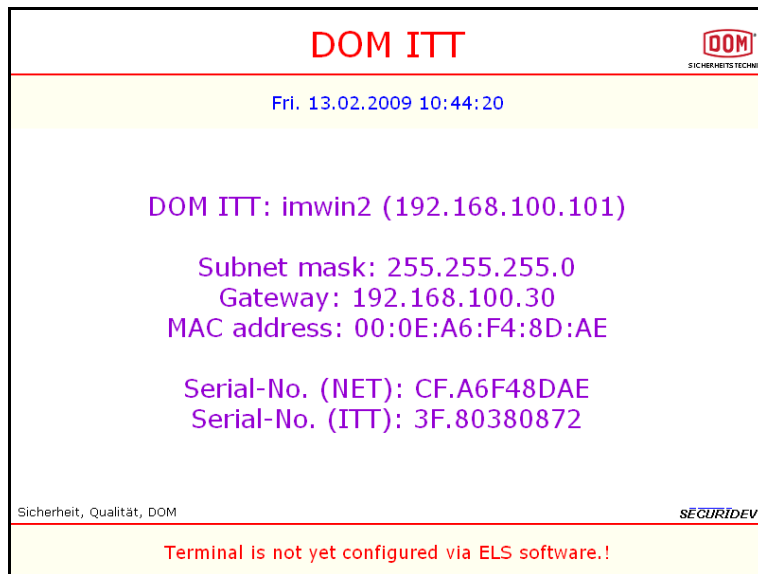 DOM ITT
DOM
SICHERHEITSTECHNI
Fri. 13.02.2009 10:44:20
DOM ITT: imwin2 (192.168.100.101)
Subnet mask: 255.255.255.0
Gateway: 192.168.100.30
MAC address: 00:0E:A6:F4:8D:AE
Serial-No. (NET): CF.A6F48DAE
Serial-No. (ITT): 3F.80380872
Sicherheit, Qualität, DOM
SECURIDEV
Terminal is not yet configured via ELS software.!